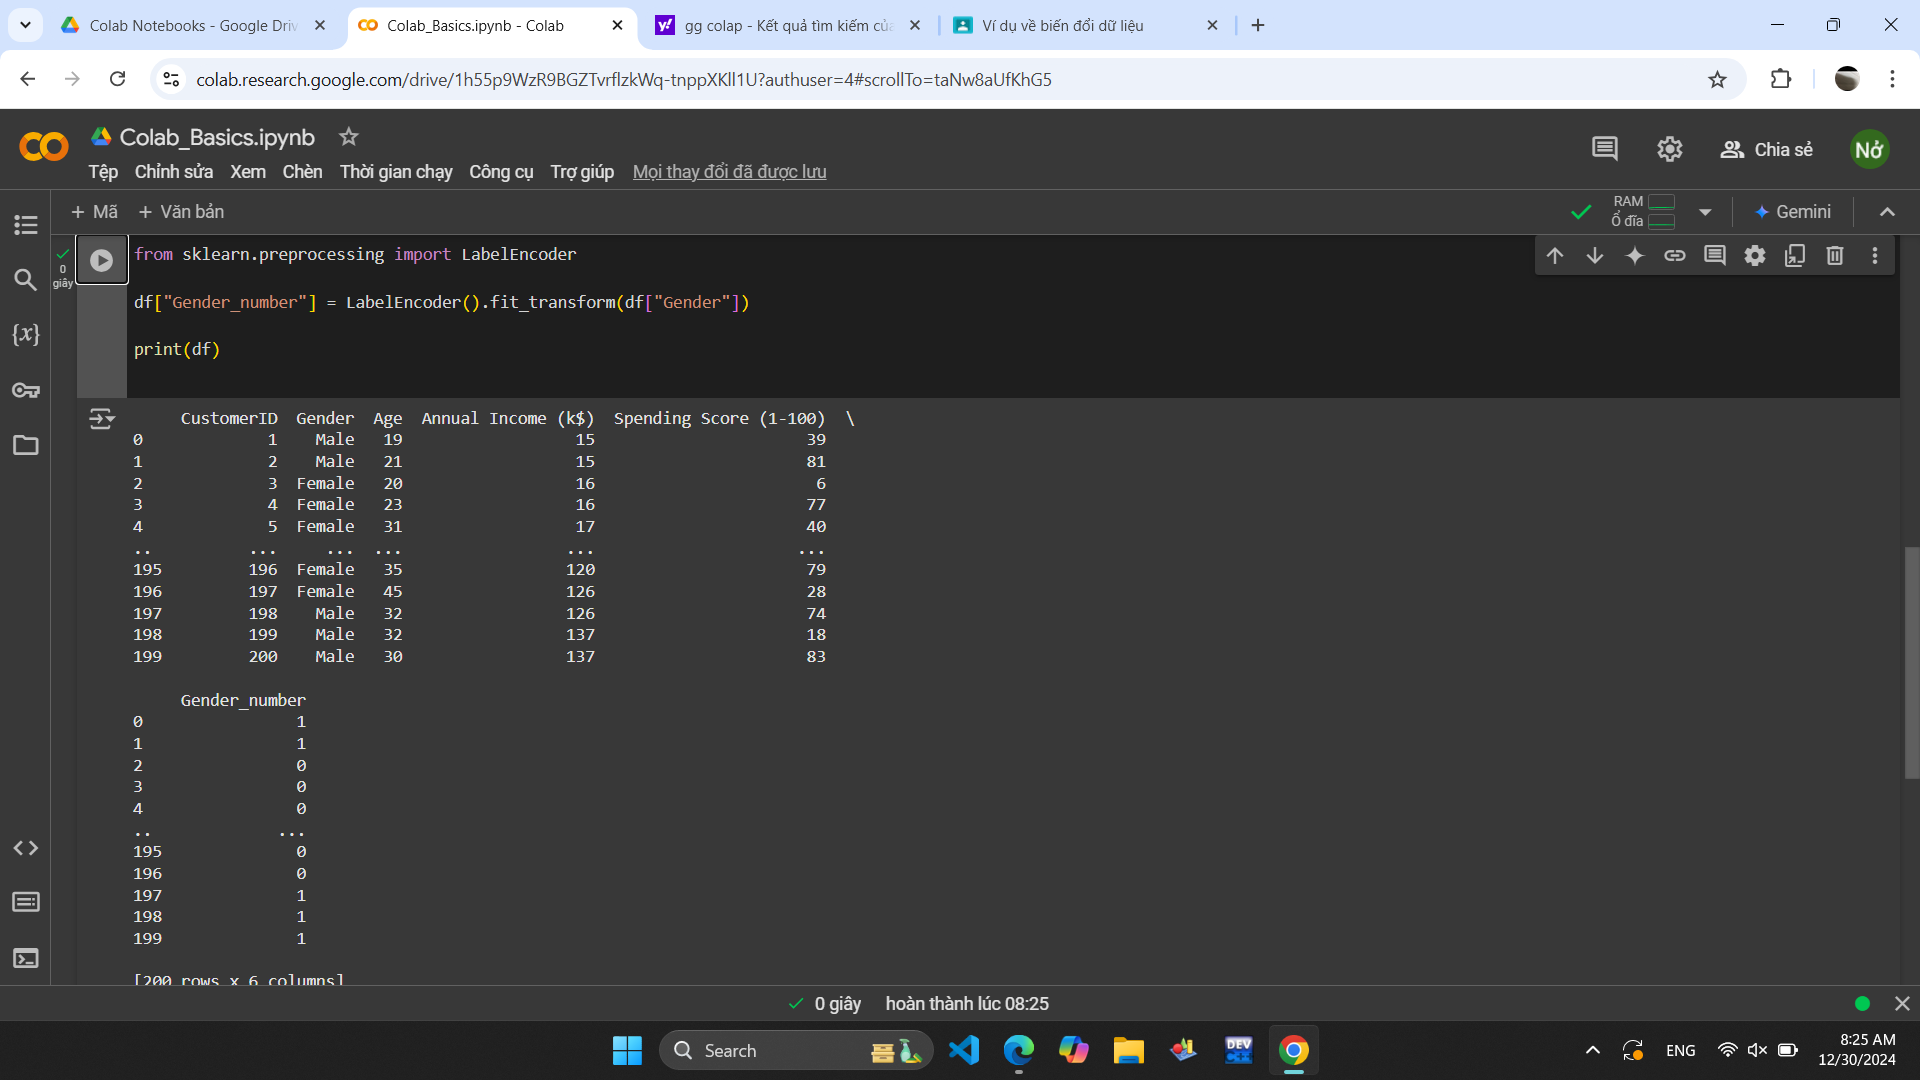 Colab Notebooks - Google Driv
Colab_Basics.ipynb - Colab
gg colap - Kết quả tìm kiếm củ
Ví dụ về biến đổi dữ liệu
colab.research.google.com/drive/1h55p9WzR9BGZTvrflzkWq-tnppXKll1U?authuser=4#scrollTo=taNw8aUfKhG5
Colab_Basics.ipynb
Tệp Chỉnh sửa Xem Chèn Thời gian chạy Công cụ Trợ giúp Mọi thay đổi đã được lưu
Chia sẻ
Nở
+ Mã + Văn bản
RAM
Ổ đĩa
Gemini
0
giây
from sklearn.preprocessing import LabelEncoder
df["Gender_number"] = LabelEncoder().fit_transform(df["Gender"])
print(df)
CustomerID Gender Age Annual Income (k$) Spending Score (1-100) \
0 1 Male 19 15 39
1 2 Male 21 15 81
2 3 Female 20 16 6
3 4 Female 23 16 77
4 5 Female 31 17 40
.. ... ... ... ... ...
195 196 Female 35 120 79
196 197 Female 45 126 28
197 198 Male 32 126 74
198 199 Male 32 137 18
199 200 Male 30 137 83
Gender_number
0 1
1 1
2 0
3 0
4 0
.. ...
195 0
196 0
197 1
198 1
199 1
[200 rows x 6 columns]
0 giây hoàn thành lúc 08:25
Search
DEV
ENG
8:25 AM
12/30/2024